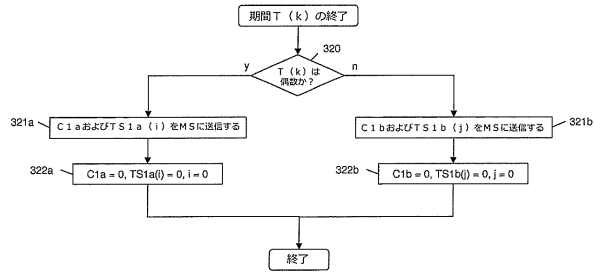 期間Ｔ（ｋ）の終了
320
Ｔ（ｋ）は
偶数か？
y
n
321a
Ｃ１ａおよびＴＳ１ａ（ｉ）をＭＳに送信する
Ｃ１ｂおよびＴＳ１ｂ（ｊ）をＭＳに送信する
321b
322a
C1a = 0, TS1a(i) = 0, i = 0
322b
C1b = 0, TS1b(j) = 0, j = 0
終了